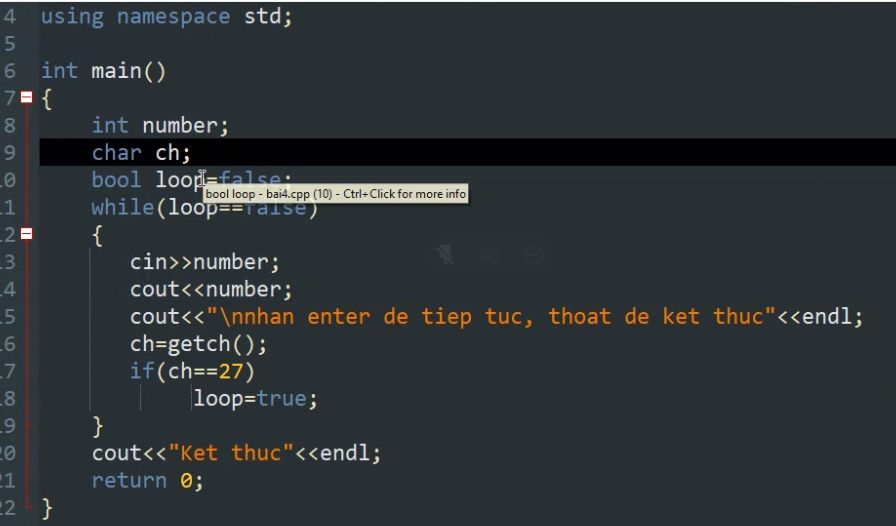 4 using namespace std;
5
6 int main()
7 {
8 int number;
9 char ch;
10 bool loop=false;
bool loop - bai4.cpp (10) - Ctrl+Click for more info
11 while(loop==false)
12 {
13 cin>>number;
14 cout<<number;
15 cout<<"\nnhan enter de tiep tuc, thoat de ket thuc"<<endl;
16 ch=getch();
17 if(ch==27)
18 loop=true;
19 }
20 cout<<"Ket thuc"<<endl;
21 return 0;
22 }